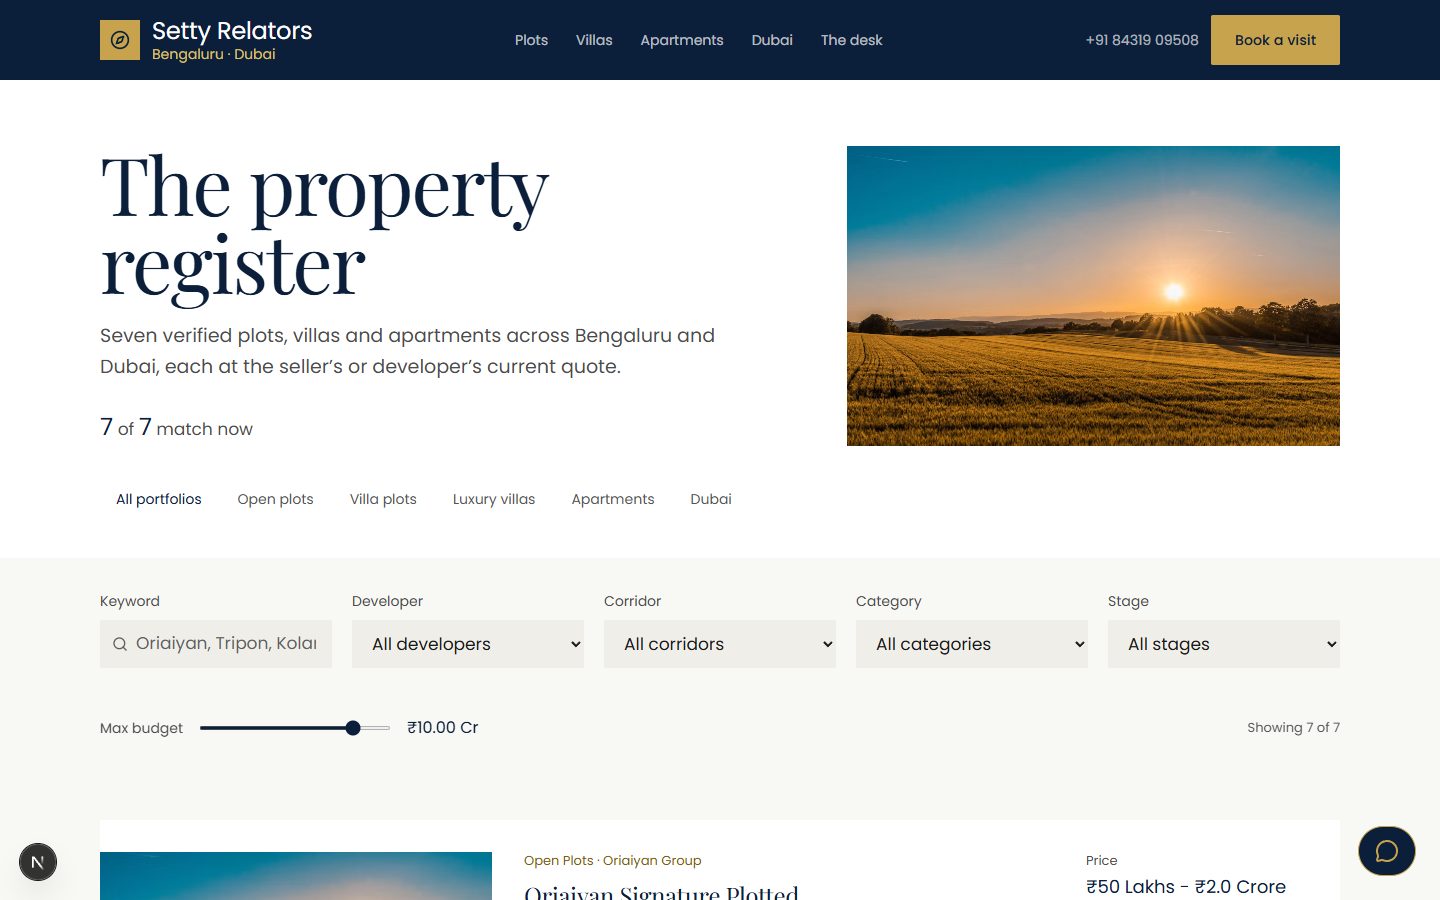 Setty Relators
Bengaluru · Dubai
Plots
Villas
Apartments
Dubai
The desk
+91 84319 09508
Book a visit
The property
register
Seven verified plots, villas and apartments across Bengaluru and
Dubai, each at the seller’s or developer’s current quote.
7 of 7 match now
All portfolios
Open plots
Villa plots
Luxury villas
Apartments
Dubai
Keyword
Developer
Corridor
Category
Stage
Oriaiyan, Tripon, Kolar
All developers
All corridors
All categories
All stages
Max budget
₹10.00 Cr
Showing 7 of 7
Open Plots · Oriaiyan Group
Price
Oriaiyan Signature Plotted
₹50 Lakhs – ₹2.0 Crore
N